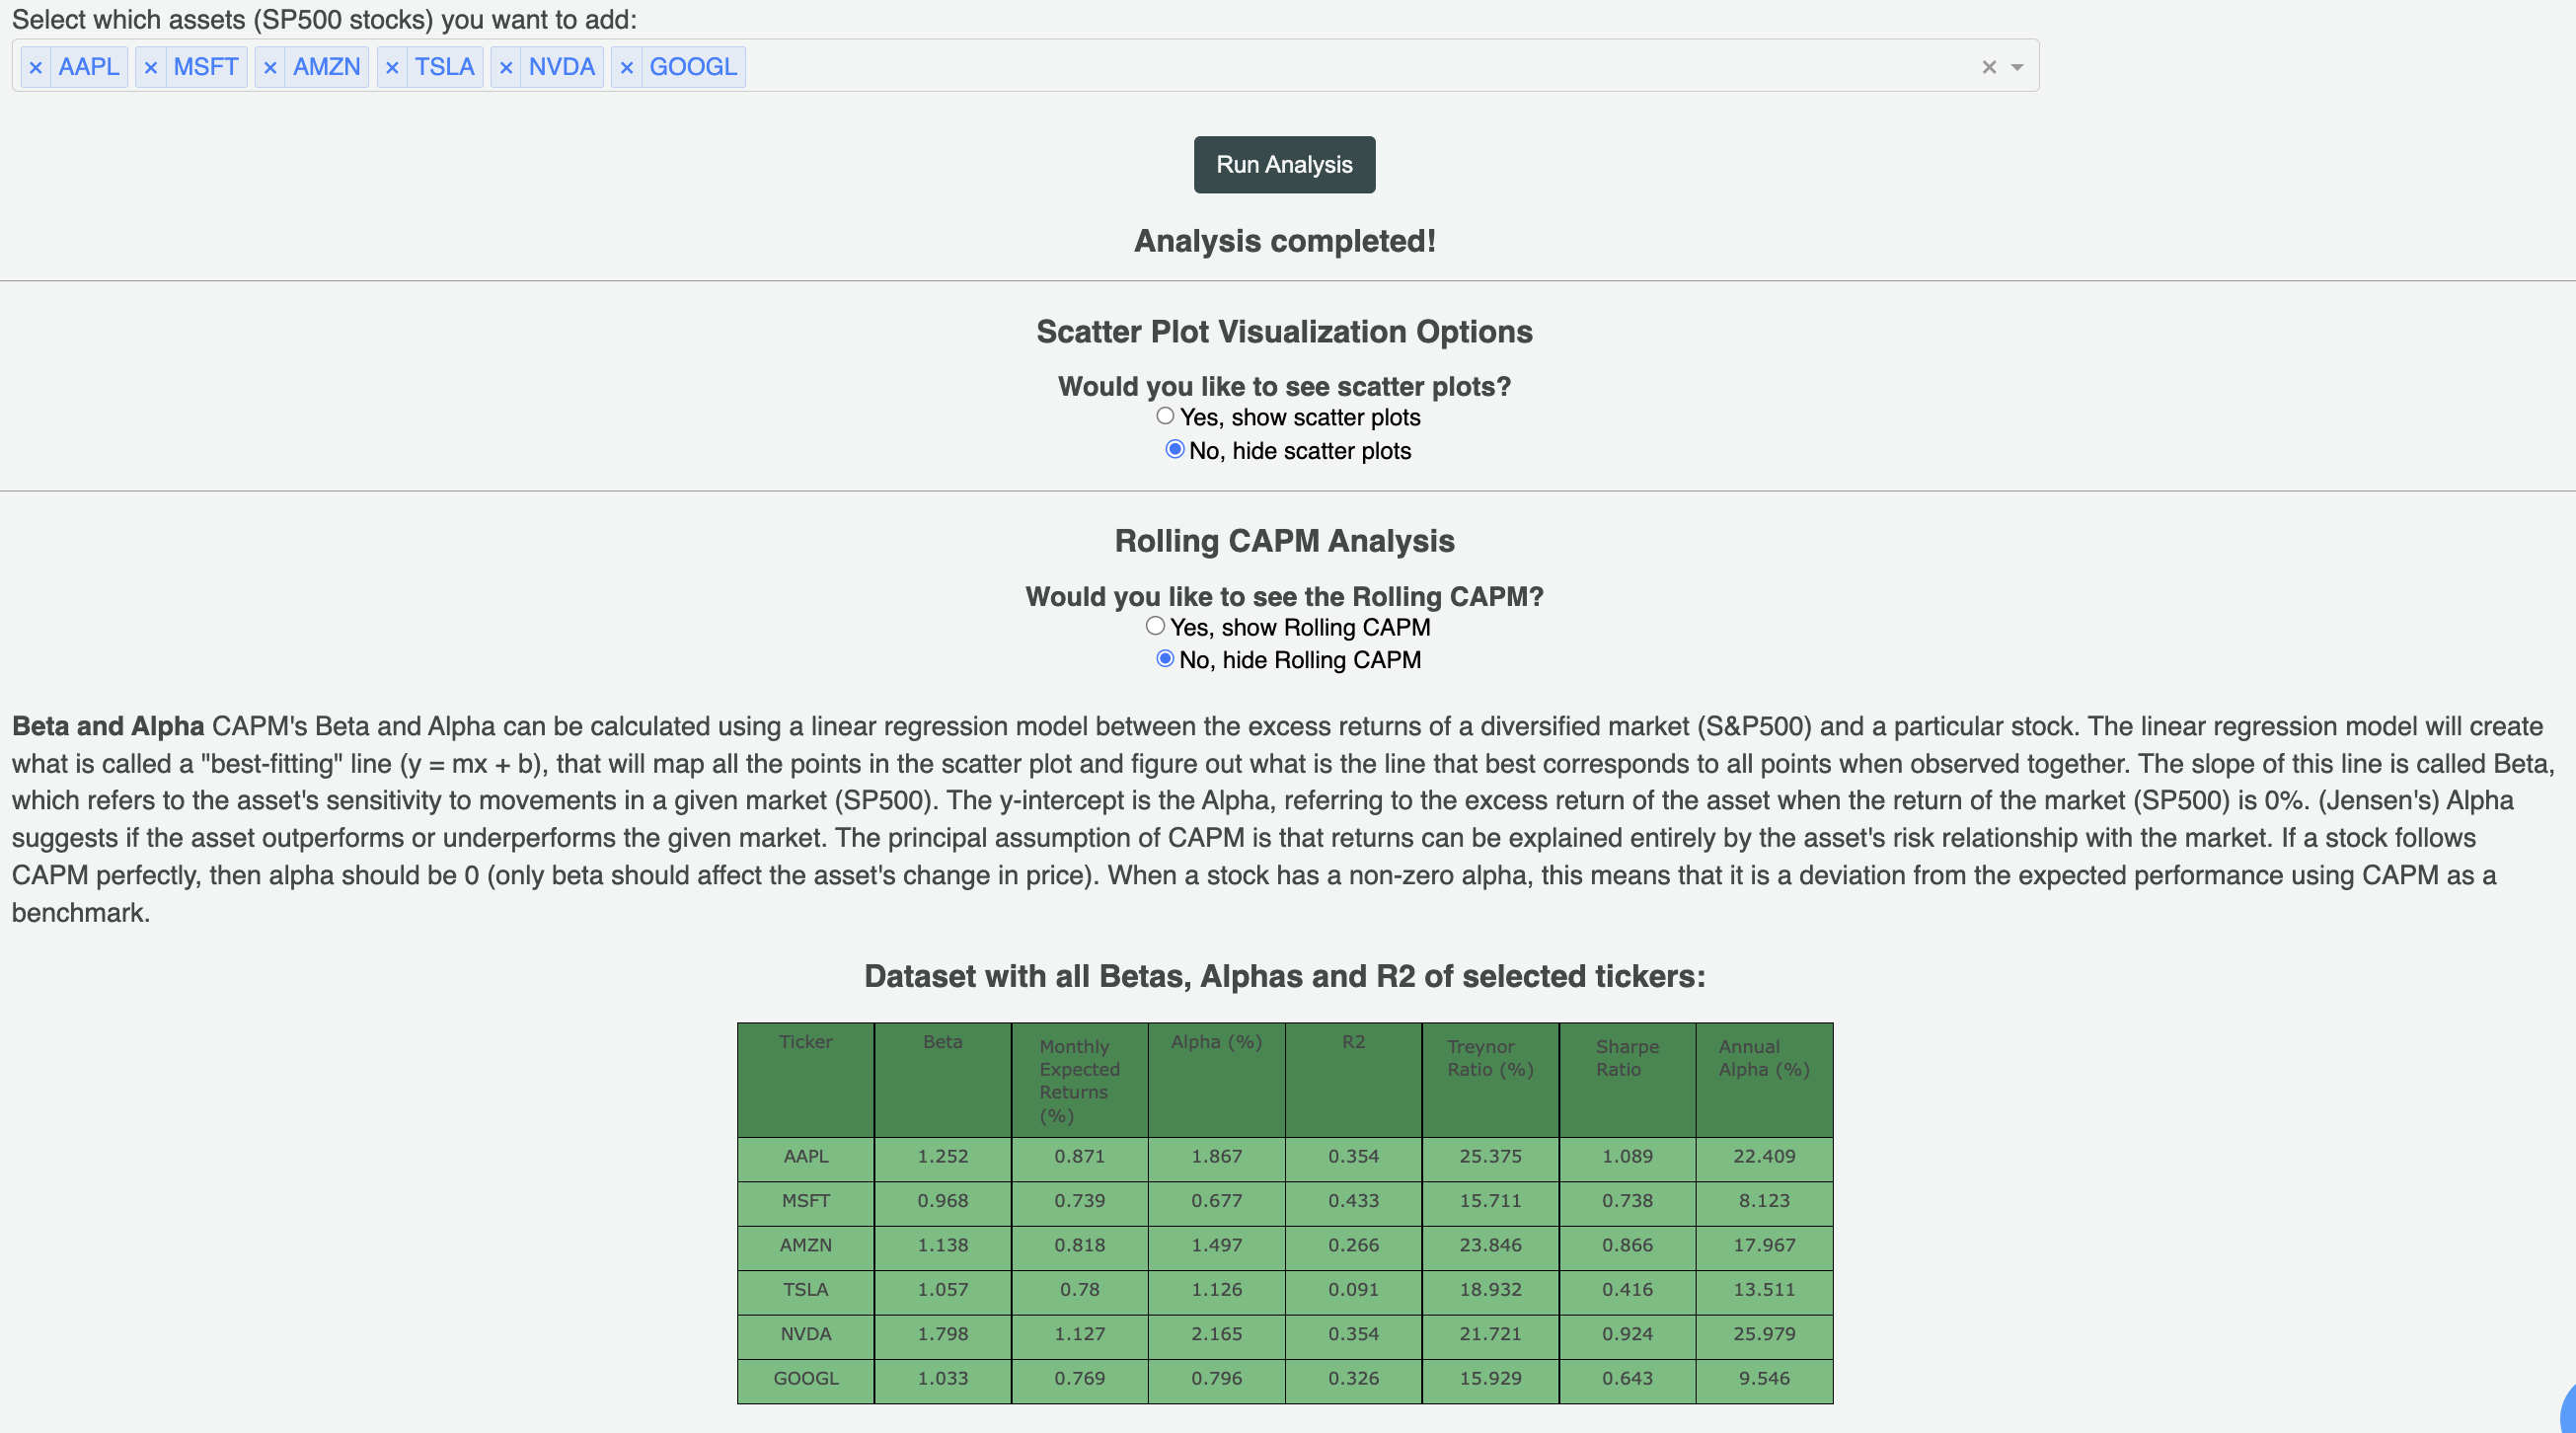 Select which assets (SP500 stocks) you want to add:
× AAPL × MSFT × AMZN × TSLA × NVDA × GOOGL ×
Run Analysis
Analysis completed!
Scatter Plot Visualization Options
Would you like to see scatter plots?
Yes, show scatter plots
No, hide scatter plots
Rolling CAPM Analysis
Would you like to see the Rolling CAPM?
Yes, show Rolling CAPM
No, hide Rolling CAPM
Beta and Alpha CAPM's Beta and Alpha can be calculated using a linear regression model between the excess returns of a diversified market (S&P500) and a particular stock. The linear regression model will create
what is called a "best-fitting" line (y = mx + b), that will map all the points in the scatter plot and figure out what is the line that best corresponds to all points when observed together. The slope of this line is called Beta,
which refers to the asset's sensitivity to movements in a given market (SP500). The y-intercept is the Alpha, referring to the excess return of the asset when the return of the market (SP500) is 0%. (Jensen's) Alpha
suggests if the asset outperforms or underperforms the given market. The principal assumption of CAPM is that returns can be explained entirely by the asset's risk relationship with the market. If a stock follows
CAPM perfectly, then alpha should be 0 (only beta should affect the asset's change in price). When a stock has a non-zero alpha, this means that it is a deviation from the expected performance using CAPM as a
benchmark.
Dataset with all Betas, Alphas and R2 of selected tickers:
Ticker Beta Monthly Expected Returns (%) Alpha (%) R2 Treynor Ratio (%) Sharpe Ratio Annual Alpha (%)
AAPL 1.252 0.871 1.867 0.354 25.375 1.089 22.409
MSFT 0.968 0.739 0.677 0.433 15.711 0.738 8.123
AMZN 1.138 0.818 1.497 0.266 23.846 0.866 17.967
TSLA 1.057 0.78 1.126 0.091 18.932 0.416 13.511
NVDA 1.798 1.127 2.165 0.354 21.721 0.924 25.979
GOOGL 1.033 0.769 0.796 0.326 15.929 0.643 9.546